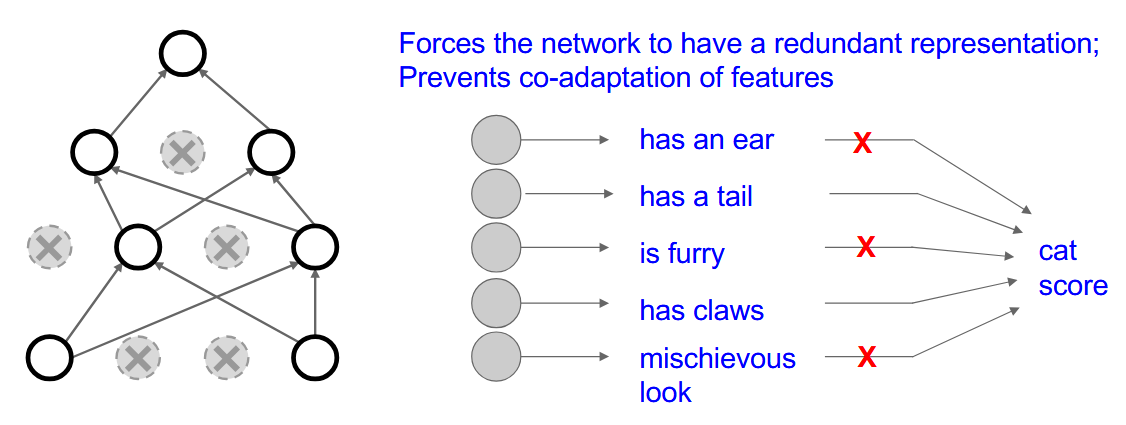 Forces the network to have a redundant representation;
Prevents co-adaptation of features
has an ear
X
has a tail
is furry
X
cat
score
has claws
mischievous
look
X